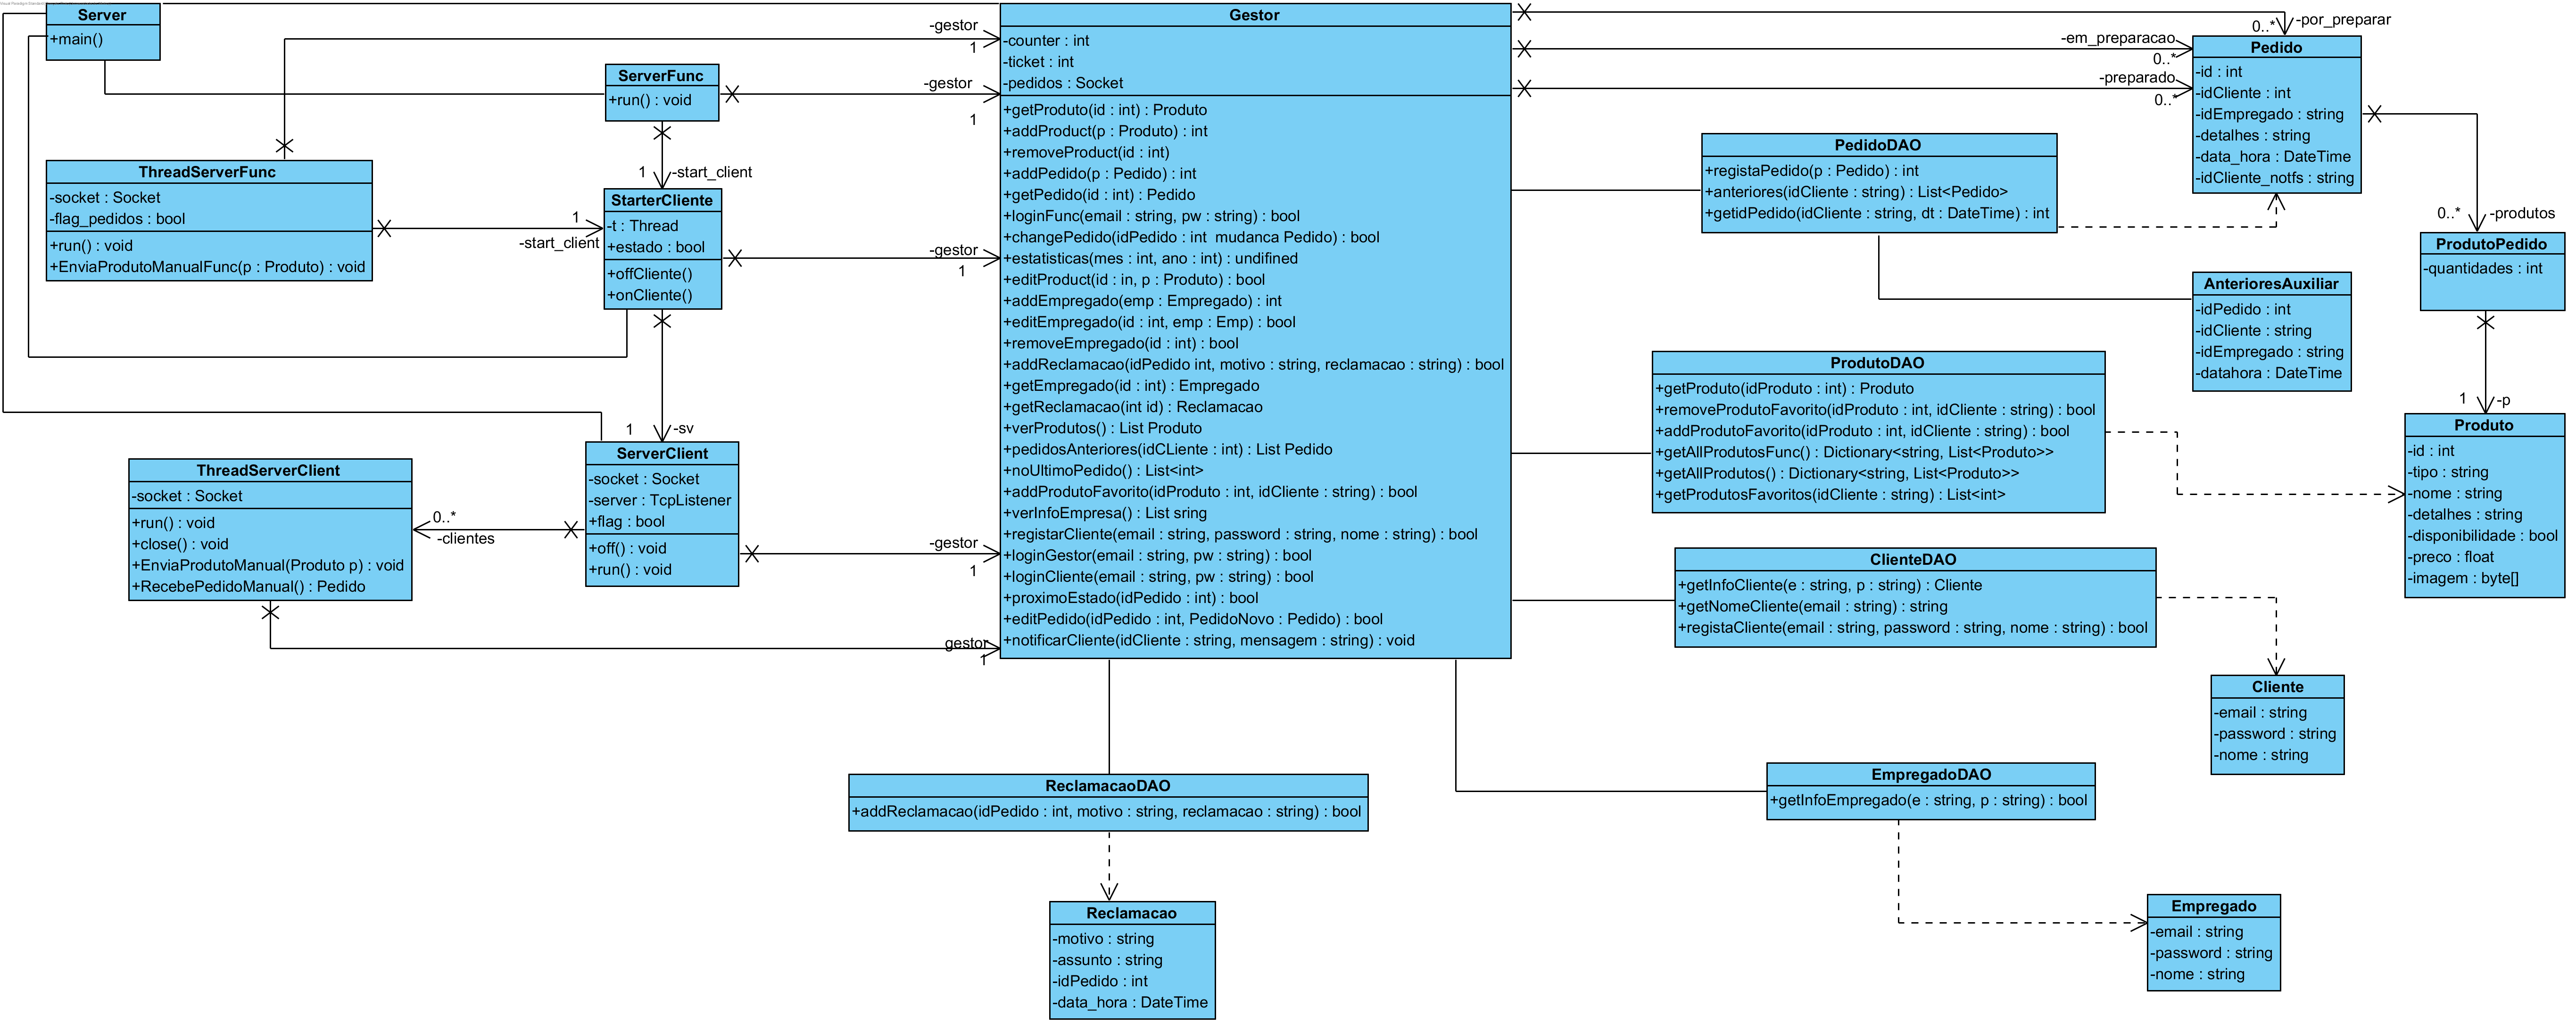 Server
+main()
-gestor
1
ServerFunc
+run() : void
-gestor
1
1
-start_client
ThreadServerFunc
-socket : Socket
-flag_pedidos : bool
+run() : void
+EnviaProdutoManualFunc(p : Produto) : void
1
-start_client
StarterCliente
-t : Thread
+estado : bool
+offCliente()
+onCliente()
-gestor
1
1
-sv
ServerClient
-socket : Socket
-server : TcpListener
+flag : bool
+off() : void
+run() : void
-gestor
1
0..*
-clientes
ThreadServerClient
-socket : Socket
+run() : void
+close() : void
+EnviaProdutoManual(Produto p) : void
+RecebePedidoManual() : Pedido
gestor
1
Gestor
-counter : int
-ticket : int
-pedidos : Socket
+getProduto(id : int) : Produto
+addProduct(p : Produto) : int
+removeProduct(id : int)
+addPedido(p : Pedido) : int
+getPedido(id : int) : Pedido
+loginFunc(email : string, pw : string) : bool
+changePedido(idPedido : int  mudanca Pedido) : bool
+estatisticas(mes : int, ano : int) : undifined
+editProduct(id : in, p : Produto) : bool
+addEmpregado(emp : Empregado) : int
+editEmpregado(id : int, emp : Emp) : bool
+removeEmpregado(id : int) : bool
+addReclamacao(idPedido int, motivo : string, reclamacao : string) : bool
+getEmpregado(id : int) : Empregado
+getReclamacao(int id) : Reclamacao
+verProdutos() : List Produto
+pedidosAnteriores(idCLiente : int) : List Pedido
+noUltimoPedido() : List<int>
+addProdutoFavorito(idProduto : int, idCliente : string) : bool
+verInfoEmpresa() : List sring
+registarCliente(email : string, password : string, nome : string) : bool
+loginGestor(email : string, pw : string) : bool
+loginCliente(email : string, pw : string) : bool
+proximoEstado(idPedido : int) : bool
+editPedido(idPedido : int, PedidoNovo : Pedido) : bool
+notificarCliente(idCliente : string, mensagem : string) : void
0..*
-por_preparar
-em_preparacao
0..*
-preparado
0..*
Pedido
-id : int
-idCliente : int
-idEmpregado : string
-detalhes : string
-data_hora : DateTime
-idCliente_notfs : string
PedidoDAO
+registaPedido(p : Pedido) : int
+anteriores(idCliente : string) : List<Pedido>
+getidPedido(idCliente : string, dt : DateTime) : int
0..*
-produtos
ProdutoPedido
-quantidades : int
AnterioresAuxiliar
-idPedido : int
-idCliente : string
-idEmpregado : string
-datahora : DateTime
1
-p
ProdutoDAO
+getProduto(idProduto : int) : Produto
+removeProdutoFavorito(idProduto : int, idCliente : string) : bool
+addProdutoFavorito(idProduto : int, idCliente : string) : bool
+getAllProdutosFunc() : Dictionary<string, List<Produto>>
+getAllProdutos() : Dictionary<string, List<Produto>>
+getProdutosFavoritos(idCliente : string) : List<int>
Produto
-id : int
-tipo : string
-nome : string
-detalhes : string
-disponibilidade : bool
-preco : float
-imagem : byte[]
ClienteDAO
+getInfoCliente(e : string, p : string) : Cliente
+getNomeCliente(email : string) : string
+registaCliente(email : string, password : string, nome : string) : bool
Cliente
-email : string
-password : string
-nome : string
ReclamacaoDAO
+addReclamacao(idPedido : int, motivo : string, reclamacao : string) : bool
EmpregadoDAO
+getInfoEmpregado(e : string, p : string) : bool
Reclamacao
-motivo : string
-assunto : string
-idPedido : int
-data_hora : DateTime
Empregado
-email : string
-password : string
-nome : string